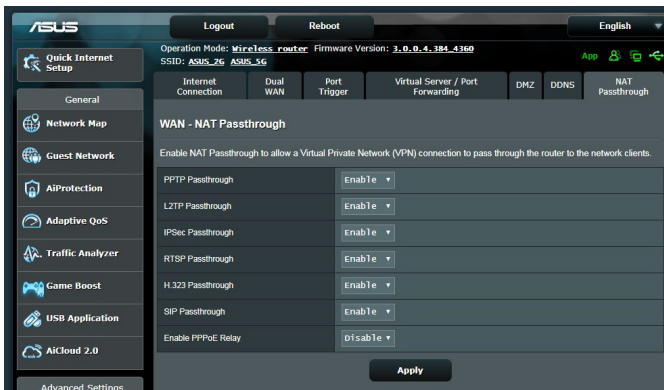 ASUS
Logout Reboot English
Quick Internet Setup
General
Network Map
Guest Network
AiProtection
Adaptive QoS
Traffic Analyzer
Game Boost
USB Application
AiCloud 2.0
Advanced Settings
Operation Mode: Wireless router Firmware Version: 3.0.0.4.384_4360
SSID: ASUS_2G ASUS_5G
App
Internet Connection
Dual WAN
Port Trigger
Virtual Server / Port Forwarding
DMZ
DDNS
NAT Passthrough
WAN - NAT Passthrough
Enable NAT Passthrough to allow a Virtual Private Network (VPN) connection to pass through the router to the network clients.
PPTP Passthrough Enable
L2TP Passthrough Enable
IPSec Passthrough Enable
RTSP Passthrough Enable
H.323 Passthrough Enable
SIP Passthrough Enable
Enable PPPoE Relay Disable
Apply